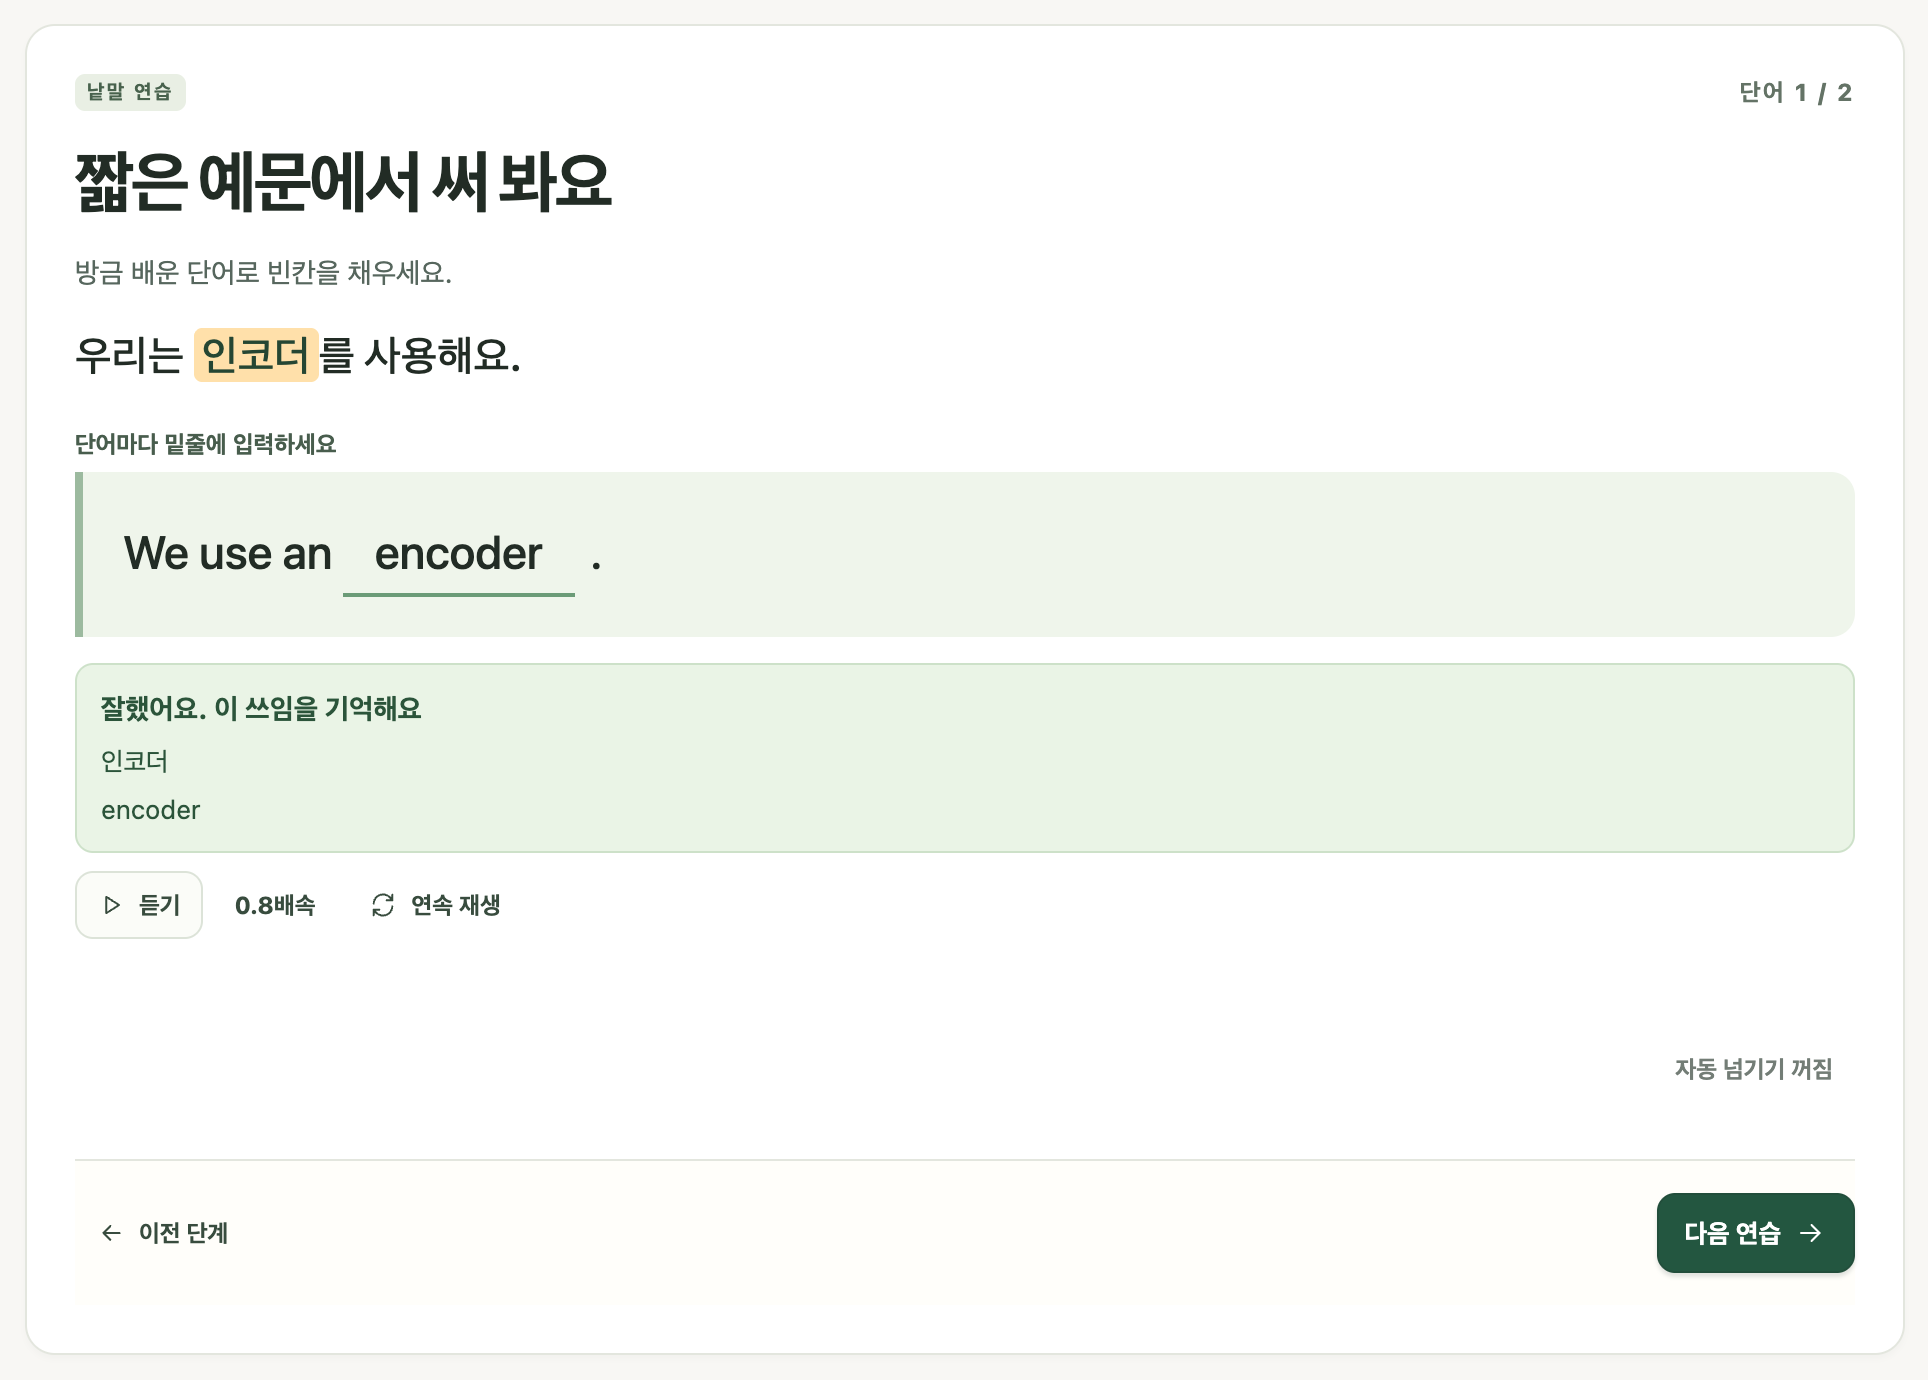 낱말 연습
단어 1 / 2
짧은 예문에서 써 봐요
방금 배운 단어로 빈칸을 채우세요.
우리는 인코더를 사용해요.
단어마다 밑줄에 입력하세요
We use an encoder .
잘했어요. 이 쓰임을 기억해요
인코더
encoder
듣기 0.8배속 연속 재생
자동 넘기기 꺼짐
이전 단계 다음 연습